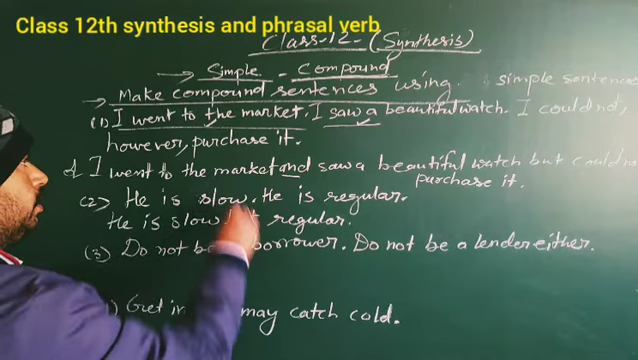 Class 12th synthesis and phrasal verb
Class-12-(Synthesis)
→ Simple - Compound
→ Make compound sentences using simple sentences
(1) I went to the market. I saw a beautiful watch. I could not,
however, purchase it.
I went to the market and saw a beautiful watch but could not
purchase it.
(2) He is slow. He is regular.
He is slow regular.
(3) Do not be borrower. Do not be a lender either.
Get in may catch cold.